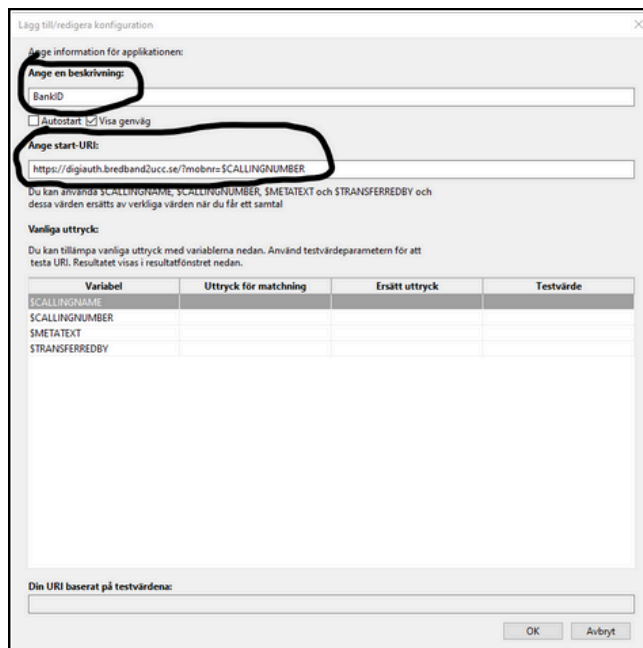 Lägg till/redigera konfiguration
Ange information för applikationen:
Ange en beskrivning:
BankID
Autostart Visa genväg
Ange start-URI:
https://digiauth.bredband2ucc.se/?mobnr=$CALLINGNUMBER
Du kan använda $CALLINGNAME, $CALLINGNUMBER, $METATEXT och $TRANSFERREDBY och
dessa värden ersätts av verkliga värden när du får ett samtal
Vanliga uttryck:
Du kan tillämpa vanliga uttryck med variablerna nedan. Använd testvärdeparametern för att
testa URI. Resultatet visas i resultatfönstret nedan.
Variabel Uttryck för matchning Ersätt uttryck Testvärde
$CALLINGNAME
$CALLINGNUMBER
$METATEXT
$TRANSFERREDBY
Din URI baserat på testvärdena:
OK Avbryt